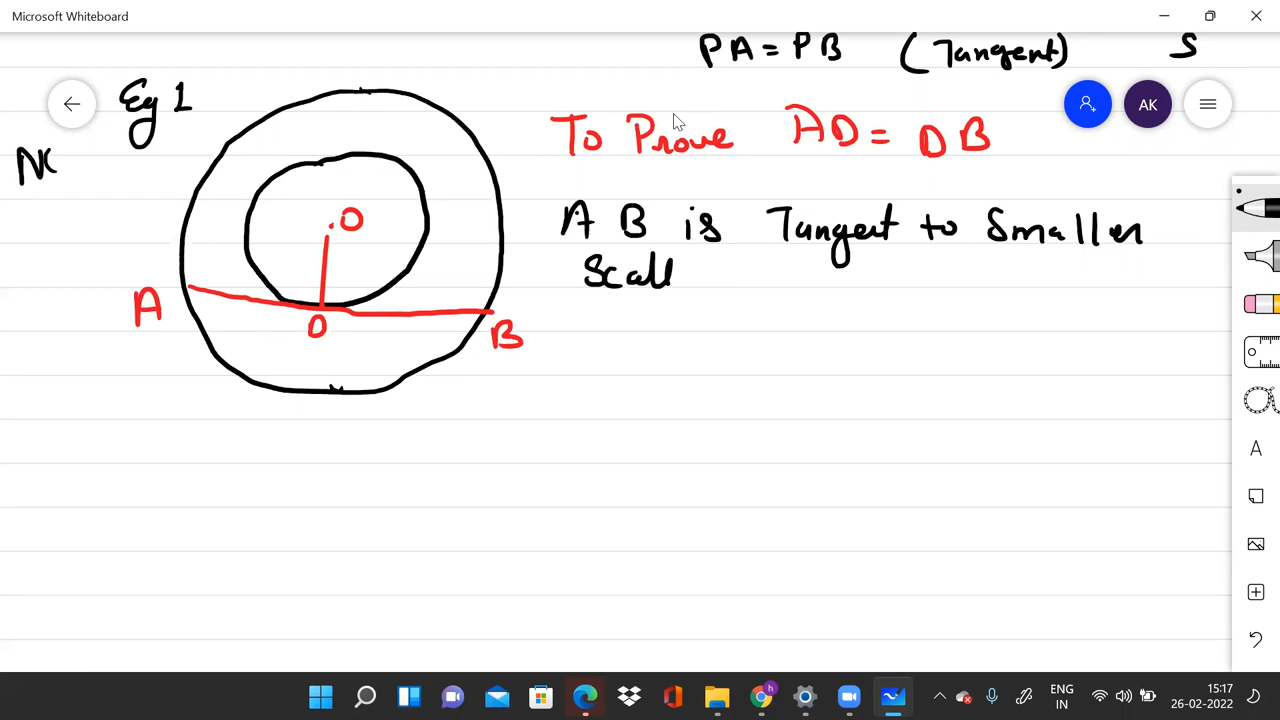 Microsoft Whiteboard
PA = PB (Tangent) S
Eg 1
To Prove AD = DB
AK
NC
.O
A B is Tangent to Smaller
Scall
A
D
B
A
ENG
IN
15:17
26-02-2022